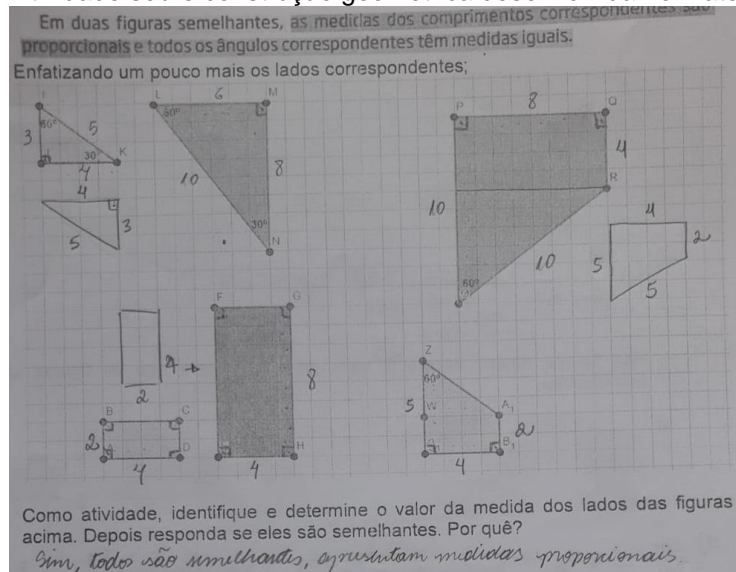 Em duas figuras semelhantes, as medidas dos comprimentos correspondentes são
proporcionais e todos os ângulos correspondentes têm medidas iguais.
Enfatizando um pouco mais os lados correspondentes;
L 6 M
60°
3 60° 5 30° K
4
10 8
30° N
4
3
5
P 8 Q
4
R
10
10
60°
4
2
5
5
4
2
F G
8
H
4
B C
2 A D
4
Z
60°
5 W A₁
2
B₁
4
Como atividade, identifique e determine o valor da medida dos lados das figuras
acima. Depois responda se eles são semelhantes. Por quê?
Sim, todos são semelhantes, apresentam medidas proporcionais.